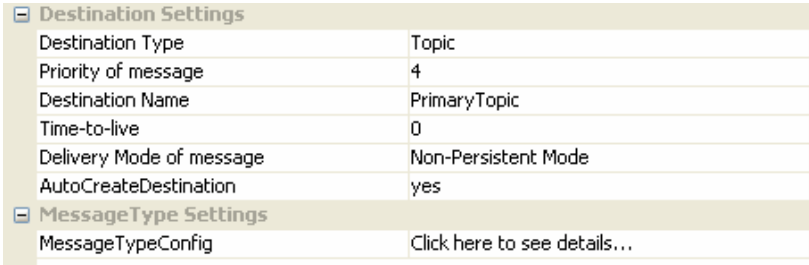 Destination Settings
Destination Type Topic
Priority of message 4
Destination Name PrimaryTopic
Time-to-live 0
Delivery Mode of message Non-Persistent Mode
AutoCreateDestination yes
MessageType Settings
MessageTypeConfig Click here to see details...